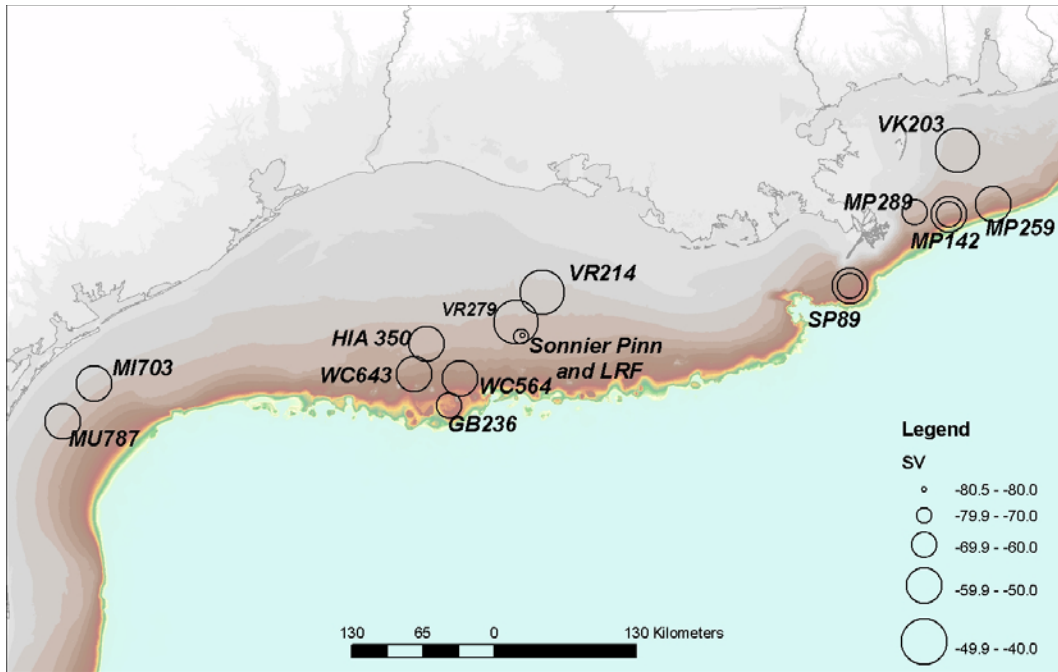 VK203
MP289
MP259
MP142
VR214
VR279
SP89
HIA 350
Sonnier Pinn
and LRF
MI703
WC643
WC564
MU787
GB236
Legend
SV
-80.5 - -80.0
-79.9 - -70.0
-69.9 - -60.0
-59.9 - -50.0
-49.9 - -40.0
130 65 0 130 Kilometers